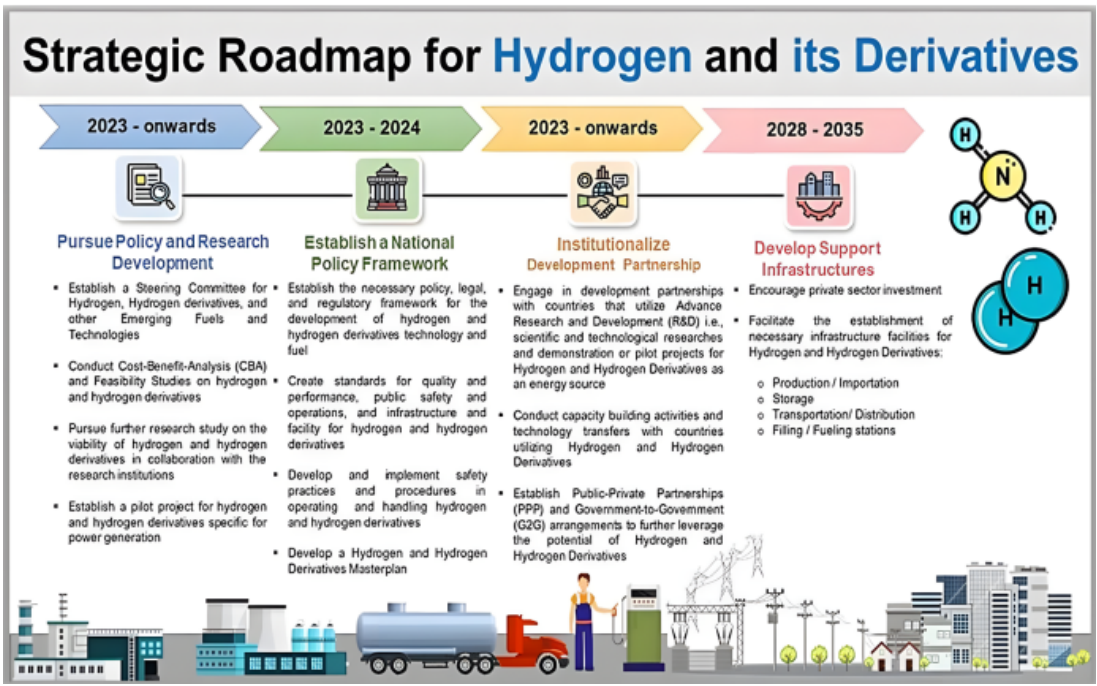 Strategic Roadmap for Hydrogen and its Derivatives
2023 - onwards
Pursue Policy and Research
Development
▪ Establish a Steering Committee for
Hydrogen, Hydrogen derivatives, and
other Emerging Fuels and
Technologies
▪ Conduct Cost-Benefit-Analysis (CBA)
and Feasibility Studies on hydrogen
and hydrogen derivatives
▪ Pursue further research study on the
viability of hydrogen and hydrogen
derivatives in collaboration with the
research institutions
▪ Establish a pilot project for hydrogen
and hydrogen derivatives specific for
power generation
2023 - 2024
Establish a National
Policy Framework
▪ Establish the necessary policy, legal,
and regulatory framework for the
development of hydrogen and
hydrogen derivatives technology and
fuel
▪ Create standards for quality and
performance, public safety and
operations, and infrastructure and
facility for hydrogen and hydrogen
derivatives
▪ Develop and implement safety
practices and procedures in
operating and handling hydrogen
and hydrogen derivatives
▪ Develop a Hydrogen and Hydrogen
Derivatives Masterplan
2023 - onwards
Institutionalize
Development Partnership
▪ Engage in development partnerships
with countries that utilize Advance
Research and Development (R&D) i.e.,
scientific and technological researches
and demonstration or pilot projects for
Hydrogen and Hydrogen Derivatives as
an energy source
▪ Conduct capacity building activities and
technology transfers with countries
utilizing Hydrogen and Hydrogen
Derivatives
▪ Establish Public-Private Partnerships
(PPP) and Government-to-Government
(G2G) arrangements to further leverage
the potential of Hydrogen and
Hydrogen Derivatives
2028 - 2035
Develop Support
Infrastructures
▪ Encourage private sector investment
▪ Facilitate the establishment of
necessary infrastructure facilities for
Hydrogen and Hydrogen Derivatives:
o Production / Importation
o Storage
o Transportation/ Distribution
o Filling / Fueling stations
H
N
H
H
H
H